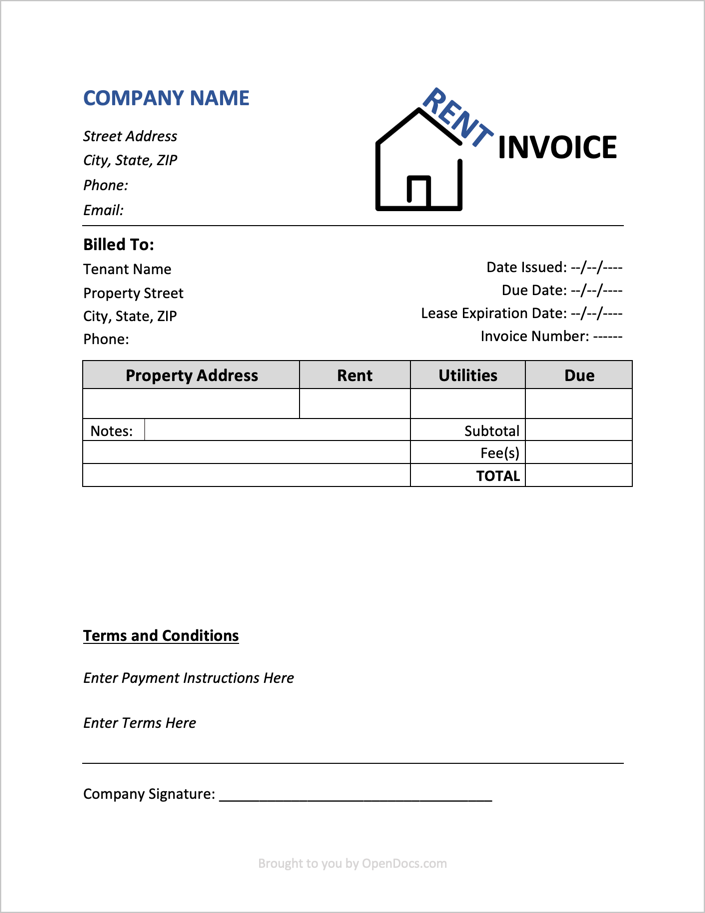 COMPANY NAME
Street Address
City, State, ZIP
Phone:
Email:
RENT
INVOICE
Billed To:
Tenant Name
Property Street
City, State, ZIP
Phone:
Date Issued: --/--/----
Due Date: --/--/----
Lease Expiration Date: --/--/----
Invoice Number: ------
Property Address Rent Utilities Due
Notes: Subtotal
Fee(s)
TOTAL
Terms and Conditions
Enter Payment Instructions Here
Enter Terms Here
Company Signature: __________________________________
Brought to you by OpenDocs.com